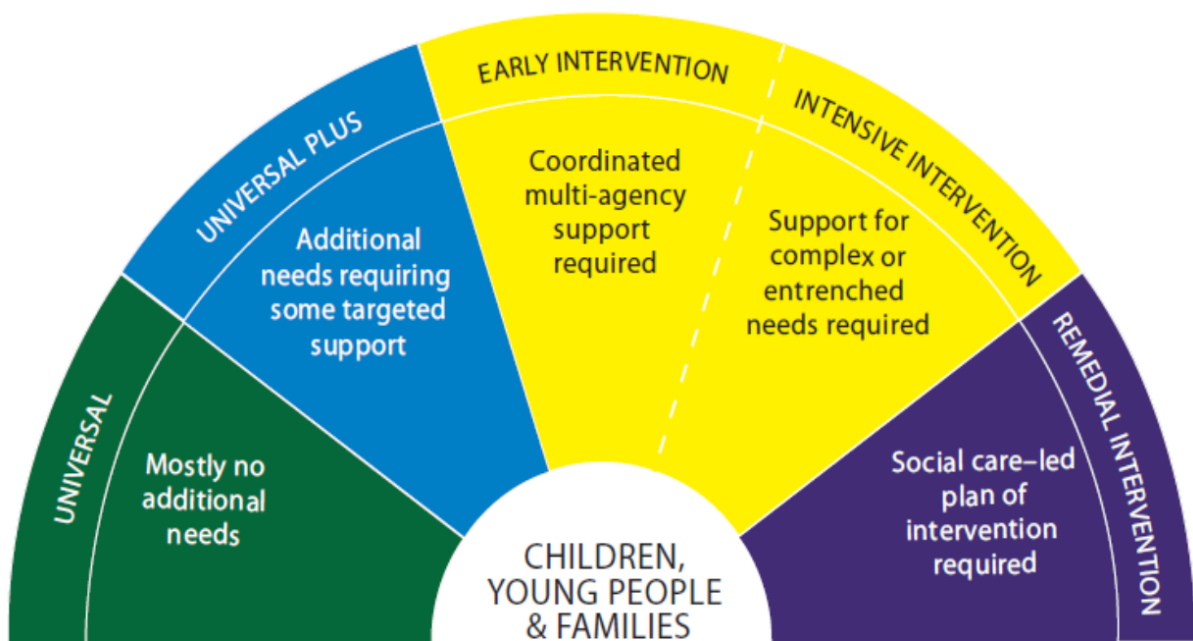 UNIVERSAL
Mostly no
additional
needs
UNIVERSAL PLUS
Additional
needs requiring
some targeted
support
EARLY INTERVENTION
Coordinated
multi-agency
support
required
INTENSIVE INTERVENTION
Support for
complex or
entrenched
needs required
REMEDIAL INTERVENTION
Social care–led
plan of
intervention
required
CHILDREN,
YOUNG PEOPLE
& FAMILIES